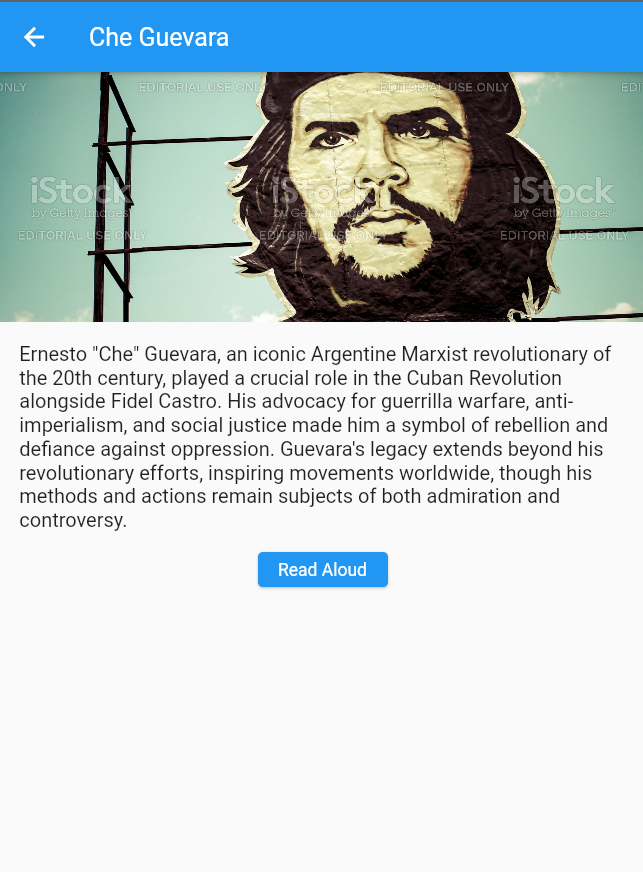 Che Guevara
ONLY EDITORIAL USE ONLY EDITORIAL USE ONLY EDI
iStock iStock iStock
by Getty Images by Getty Images by Getty Images
EDITORIAL USE ONLY EDITORIAL USE ONLY EDITORIAL USE ONLY
Ernesto "Che" Guevara, an iconic Argentine Marxist revolutionary of
the 20th century, played a crucial role in the Cuban Revolution
alongside Fidel Castro. His advocacy for guerrilla warfare, anti-
imperialism, and social justice made him a symbol of rebellion and
defiance against oppression. Guevara's legacy extends beyond his
revolutionary efforts, inspiring movements worldwide, though his
methods and actions remain subjects of both admiration and
controversy.
Read Aloud